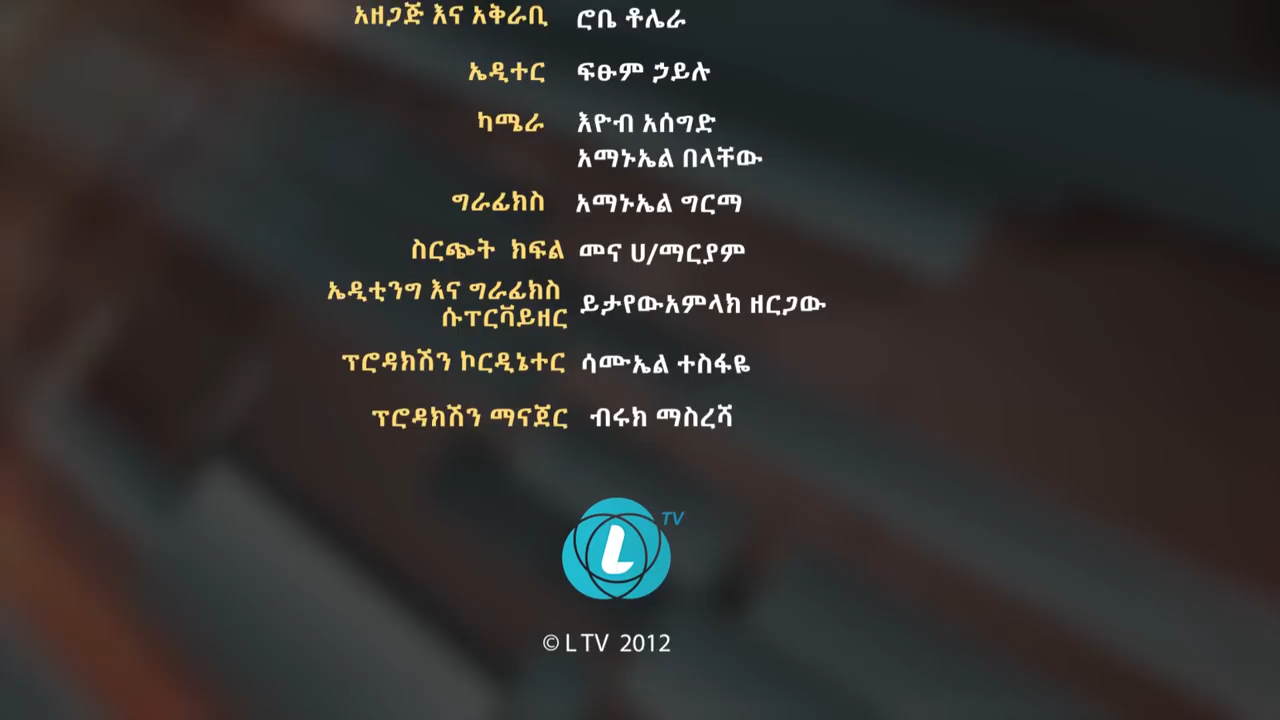 አዘጋጅ እና አቅራቢ ሮቤ ቶሌራ
ኤዲተር ፍፁም ኃይሉ
ካሜራ እዮብ አሰግድ
አማኑኤል በላቸው
ግራፊክስ አማኑኤል ግርማ
ስርጭት ክፍል መና ሀ/ማርያም
ኤዲቲንግ እና ግራፊክስ
ሱፐርቫይዘር ይታየውአምላክ ዘርጋው
ፕሮዳክሽን ኮርዲኔተር ሳሙኤል ተስፋዬ
ፕሮዳክሽን ማናጀር ብሩክ ማስረሻ
L TV
© L TV 2012